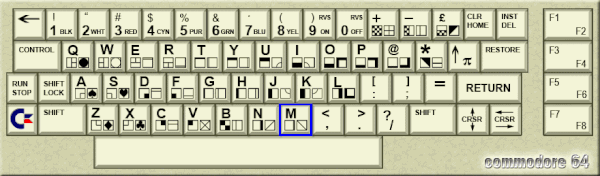 ← ! 1 BLK " 2 WHT # 3 RED $ 4 CYN % 5 PUR & 6 GRN ' 7 BLU ( 8 YEL ) 9 RVS ON 0 RVS OFF + - £ CLR HOME INST DEL F1 F2
CONTROL Q W E R T Y U I O P @ * ↑ π RESTORE F3 F4
RUN STOP SHIFT LOCK A S D F G H J K L [ : ] ; = RETURN F5 F6
C= SHIFT Z X C V B N M < , > . ? / SHIFT ↑ CRSR ↓ ← CRSR → F7 F8
commodore 64